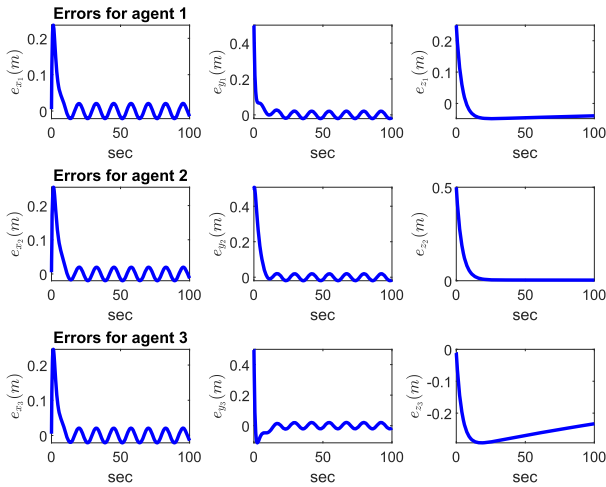 Errors for agent 1
0.2
0.1
0
e_{x_1}(m)
0 50 100
sec
0.4
0.2
0
e_{y_1}(m)
0 50 100
sec
0.2
0.1
0
e_{z_1}(m)
0 50 100
sec
Errors for agent 2
0.2
0.1
0
e_{x_2}(m)
0 50 100
sec
0.4
0.2
0
e_{y_2}(m)
0 50 100
sec
0.5
0
e_{z_2}(m)
0 50 100
sec
Errors for agent 3
0.2
0.1
0
e_{x_3}(m)
0 50 100
sec
0.4
0.2
0
e_{y_3}(m)
0 50 100
sec
0
-0.1
-0.2
e_{z_3}(m)
0 50 100
sec